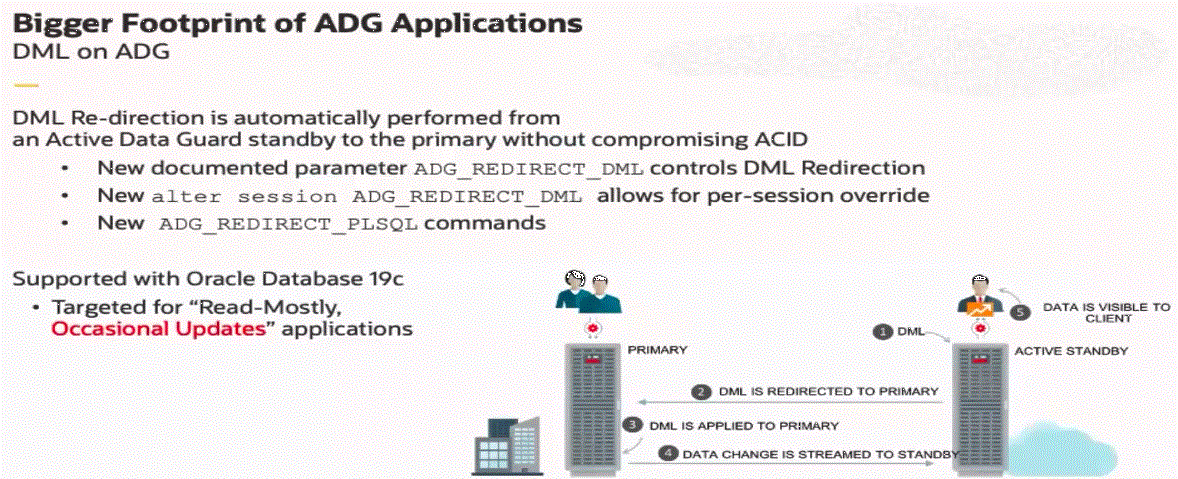 Bigger Footprint of ADG Applications
DML on ADG
DML Re-direction is automatically performed from
an Active Data Guard standby to the primary without compromising ACID
• New documented parameter ADG_REDIRECT_DML controls DML Redirection
• New alter session ADG_REDIRECT_DML allows for per-session override
• New ADG_REDIRECT_PLSQL commands
Supported with Oracle Database 19c
• Targeted for “Read-Mostly,
Occasional Updates” applications
PRIMARY
1 DML
5 DATA IS VISIBLE TO
CLIENT
ACTIVE STANDBY
2 DML IS REDIRECTED TO PRIMARY
3 DML IS APPLIED TO PRIMARY
4 DATA CHANGE IS STREAMED TO STANDBY